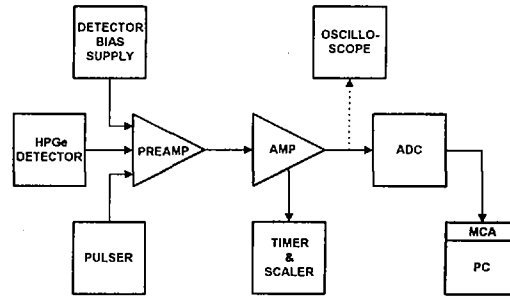 DETECTOR
BIAS
SUPPLY
OSCILLO-
SCOPE
HPGe
DETECTOR
PREAMP
AMP
ADC
PULSER
TIMER
&
SCALER
MCA
PC